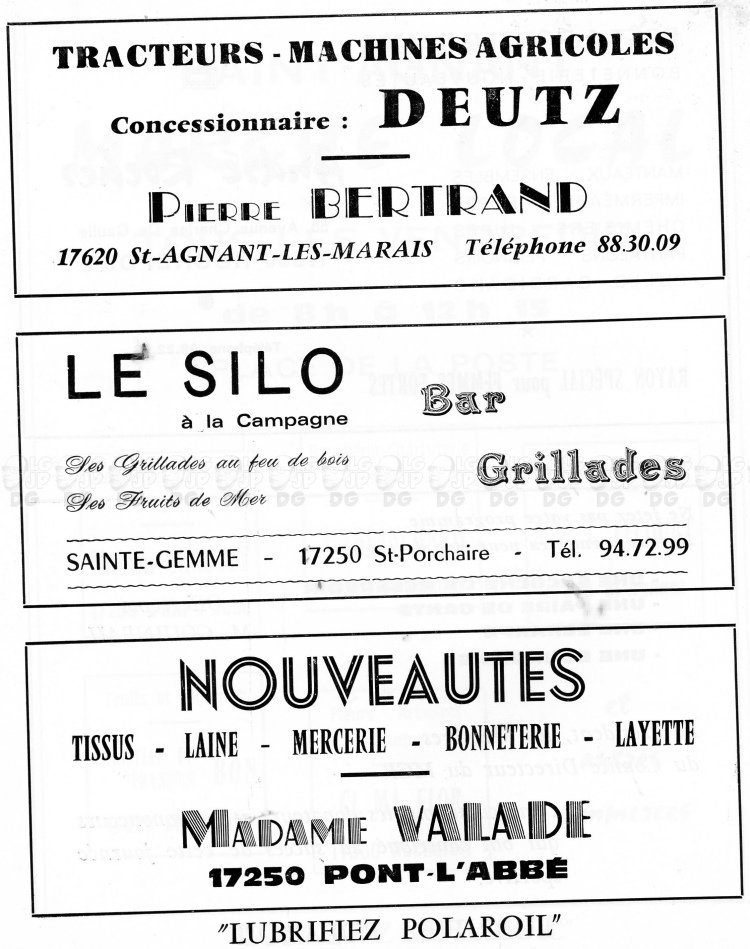 TRACTEURS - MACHINES AGRICOLES
Concessionnaire : DEUTZ
PIERRE BERTRAND
17620 St-AGNANT-LES-MARAIS Téléphone 88.30.09
LE SILO Bar
à la Campagne
Ses Grillades au feu de bois Grillades
Ses Fruits de Mer
SAINTE-GEMME - 17250 St-Porchaire - Tél. 94.72.99
NOUVEAUTES
TISSUS - LAINE - MERCERIE - BONNETERIE - LAYETTE
MADAME VALADE
17250 PONT-L'ABBÉ
"LUBRIFIEZ POLAROIL"